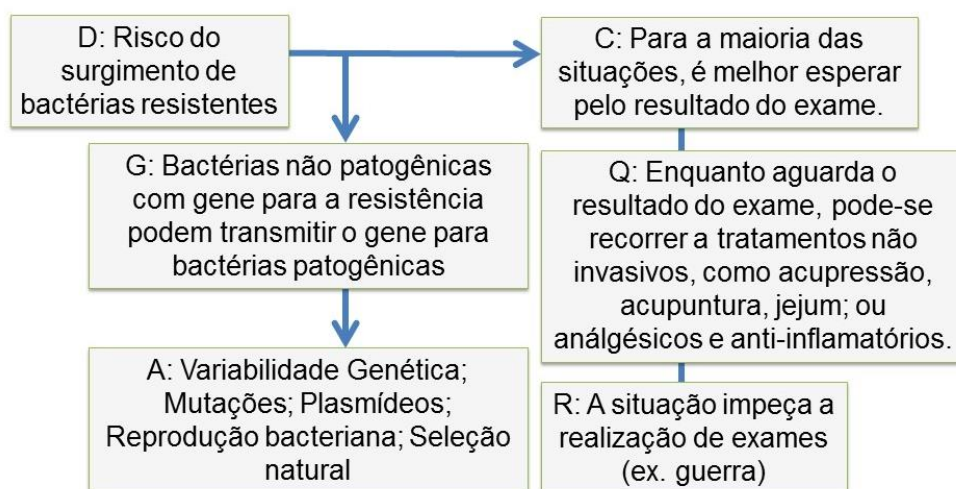 D: Risco do
surgimento de
bactérias resistentes
C: Para a maioria das
situações, é melhor esperar
pelo resultado do exame.
G: Bactérias não patogênicas
com gene para a resistência
podem transmitir o gene para
bactérias patogênicas
Q: Enquanto aguarda o
resultado do exame, pode-se
recorrer a tratamentos não
invasivos, como acupressão,
acupuntura, jejum; ou
análgésicos e anti-inflamatórios.
A: Variabilidade Genética;
Mutações; Plasmídeos;
Reprodução bacteriana; Seleção
natural
R: A situação impeça a
realização de exames
(ex. guerra)